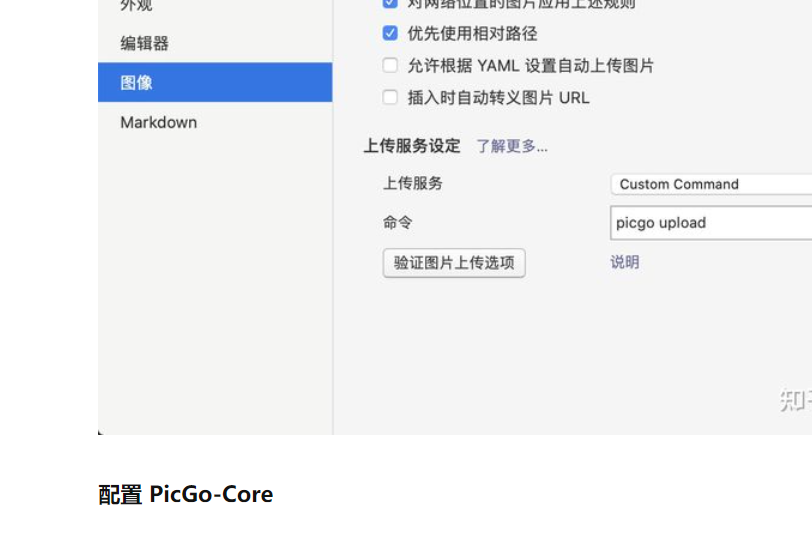 外观
对网络位置的图片应用上述规则
编辑器
优先使用相对路径
图像
允许根据 YAML 设置自动上传图片
插入时自动转义图片 URL
Markdown
上传服务设定 了解更多...
上传服务 Custom Command
命令 picgo upload
验证图片上传选项 说明
知
配置 PicGo-Core